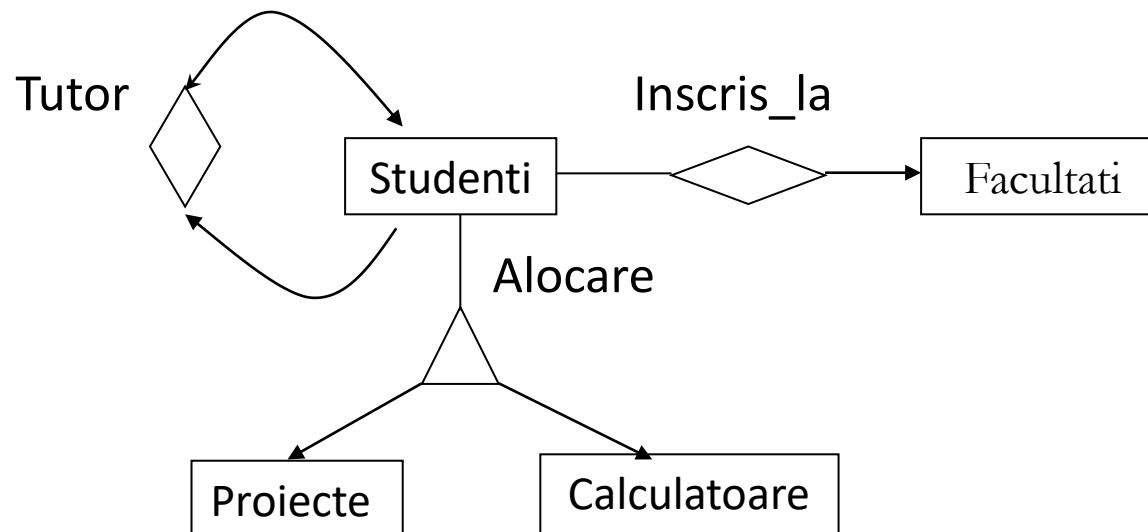 Tutor
Inscris_la
Studenti
Facultati
Alocare
Proiecte
Calculatoare